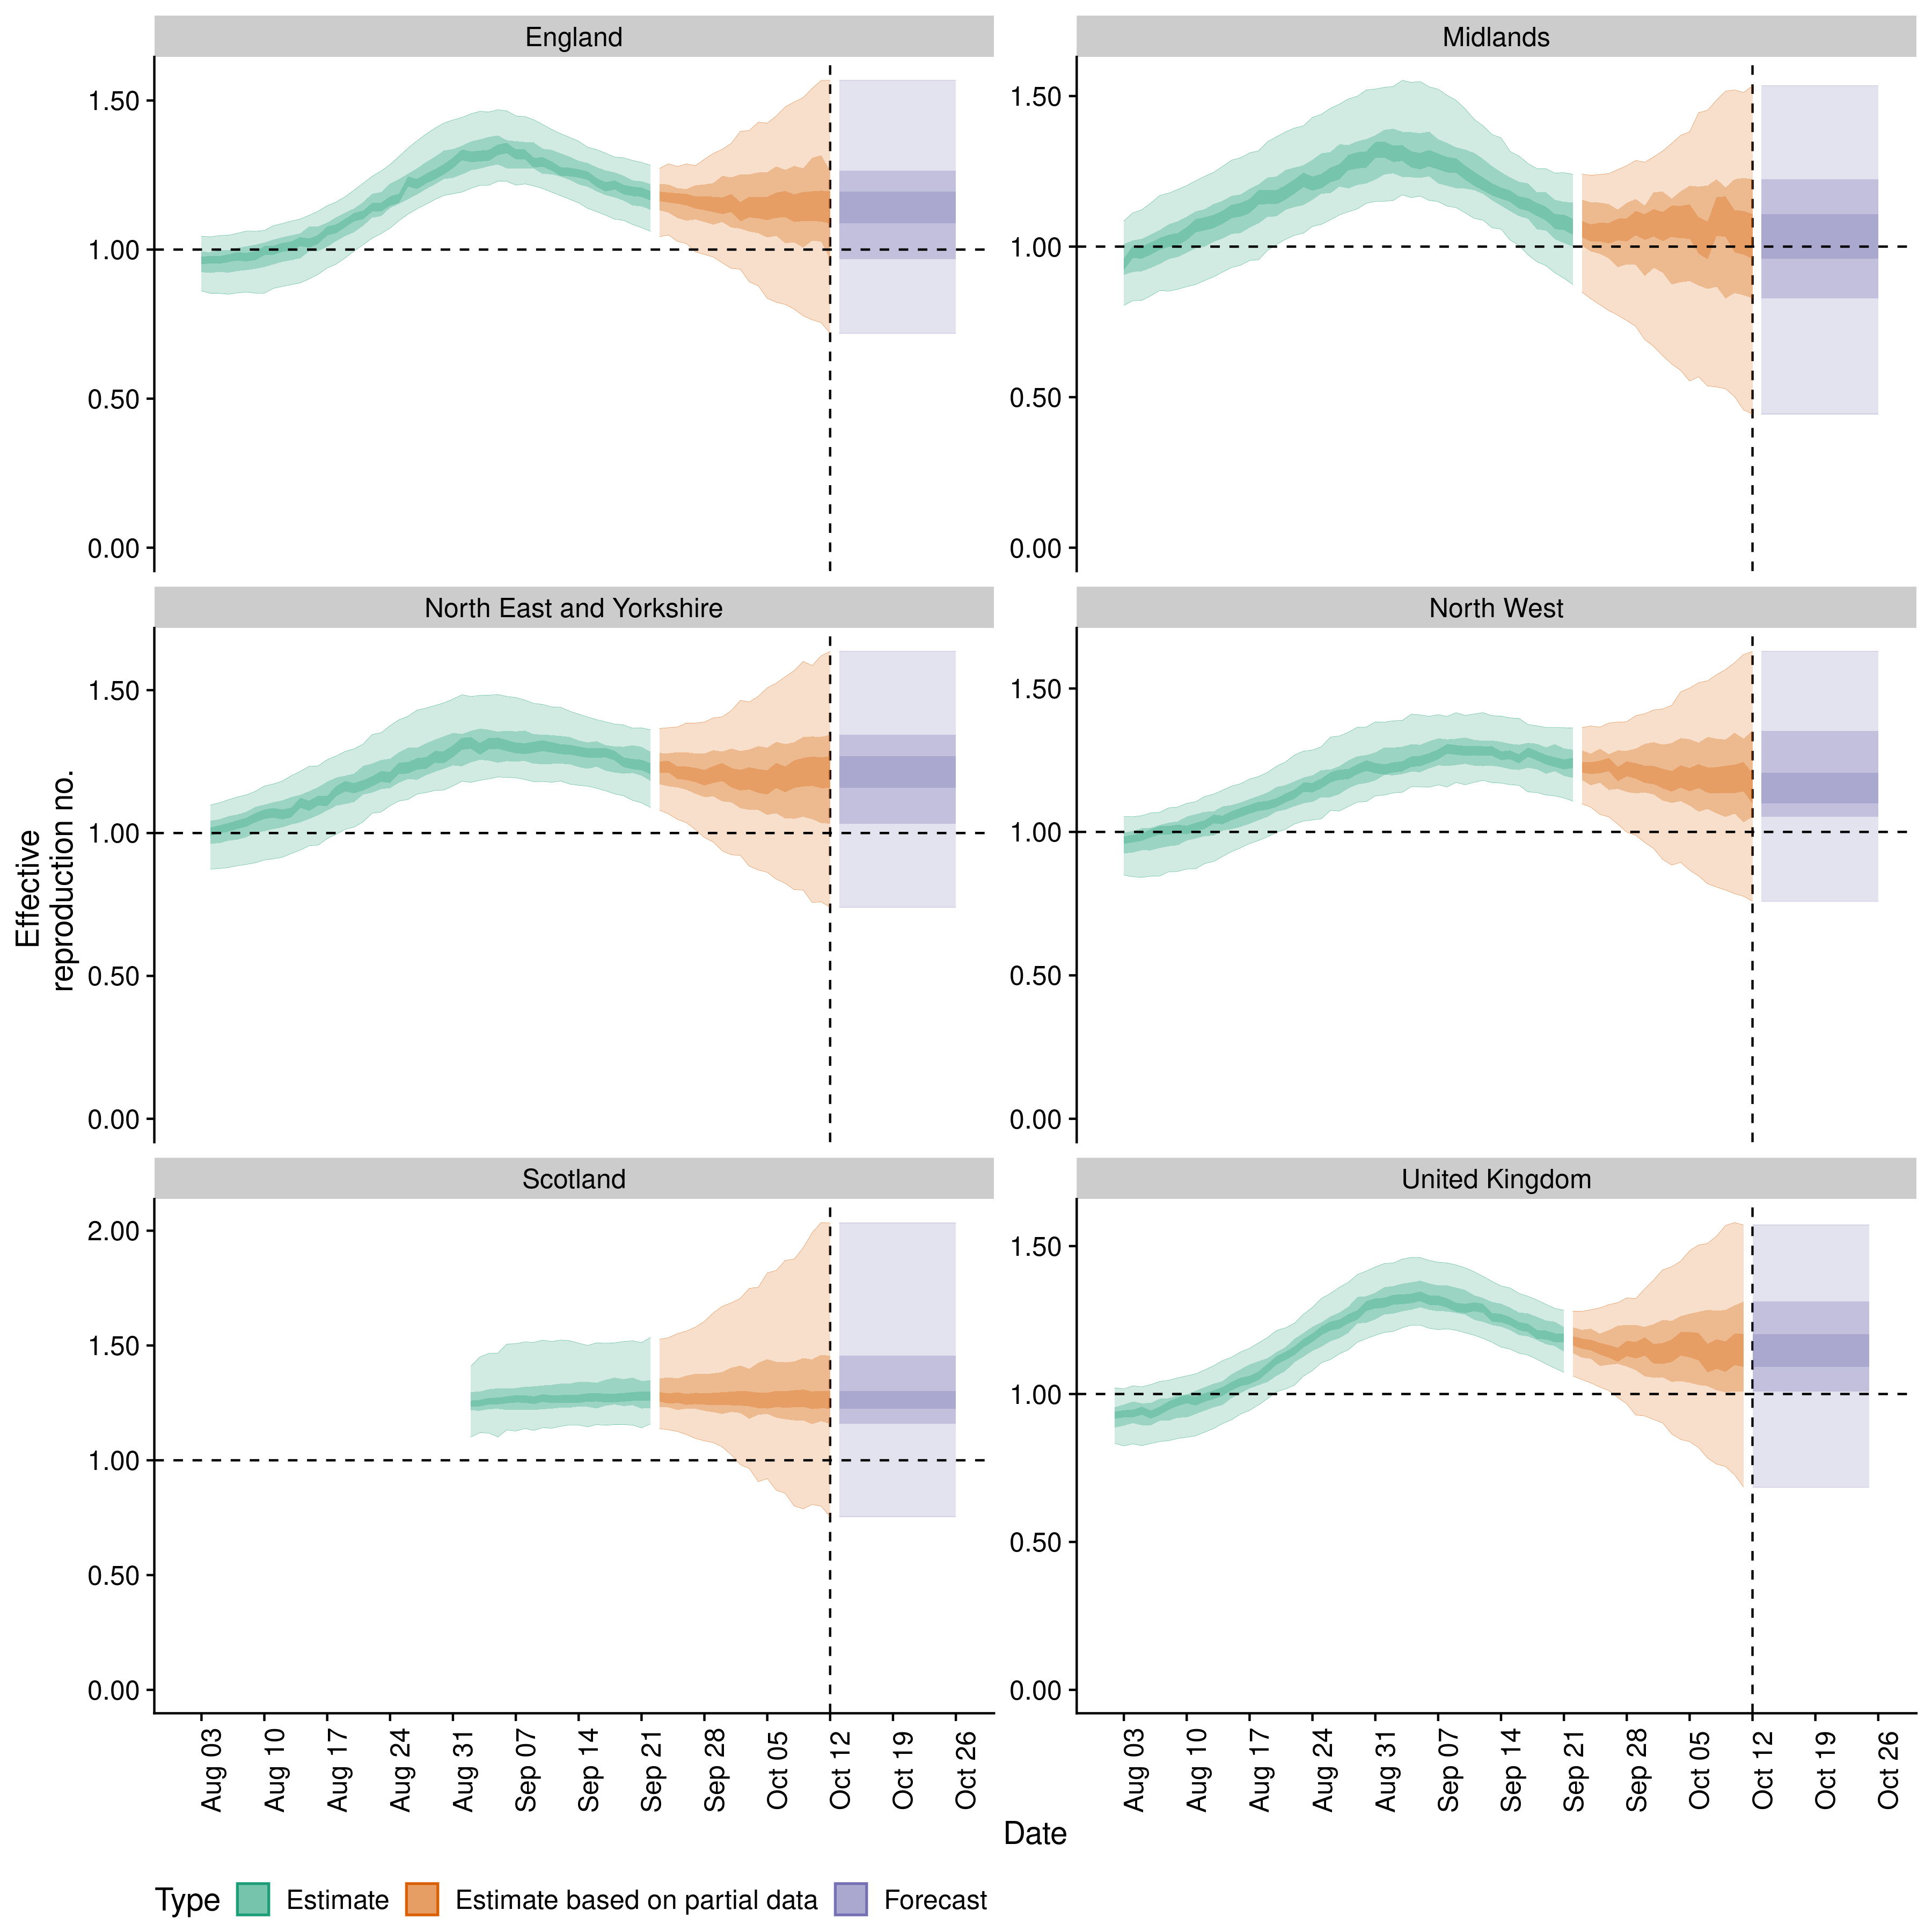 England
Midlands
1.50
1.00
0.50
0.00
1.50
1.00
0.50
0.00
North East and Yorkshire
North West
1.50
1.00
0.50
0.00
1.50
1.00
0.50
0.00
Scotland
United Kingdom
2.00
1.50
1.00
0.50
0.00
1.50
1.00
0.50
0.00
Effective
reproduction no.
Aug 03
Aug 10
Aug 17
Aug 24
Aug 31
Sep 07
Sep 14
Sep 21
Sep 28
Oct 05
Oct 12
Oct 19
Oct 26
Aug 03
Aug 10
Aug 17
Aug 24
Aug 31
Sep 07
Sep 14
Sep 21
Sep 28
Oct 05
Oct 12
Oct 19
Oct 26
Date
Type Estimate Estimate based on partial data Forecast